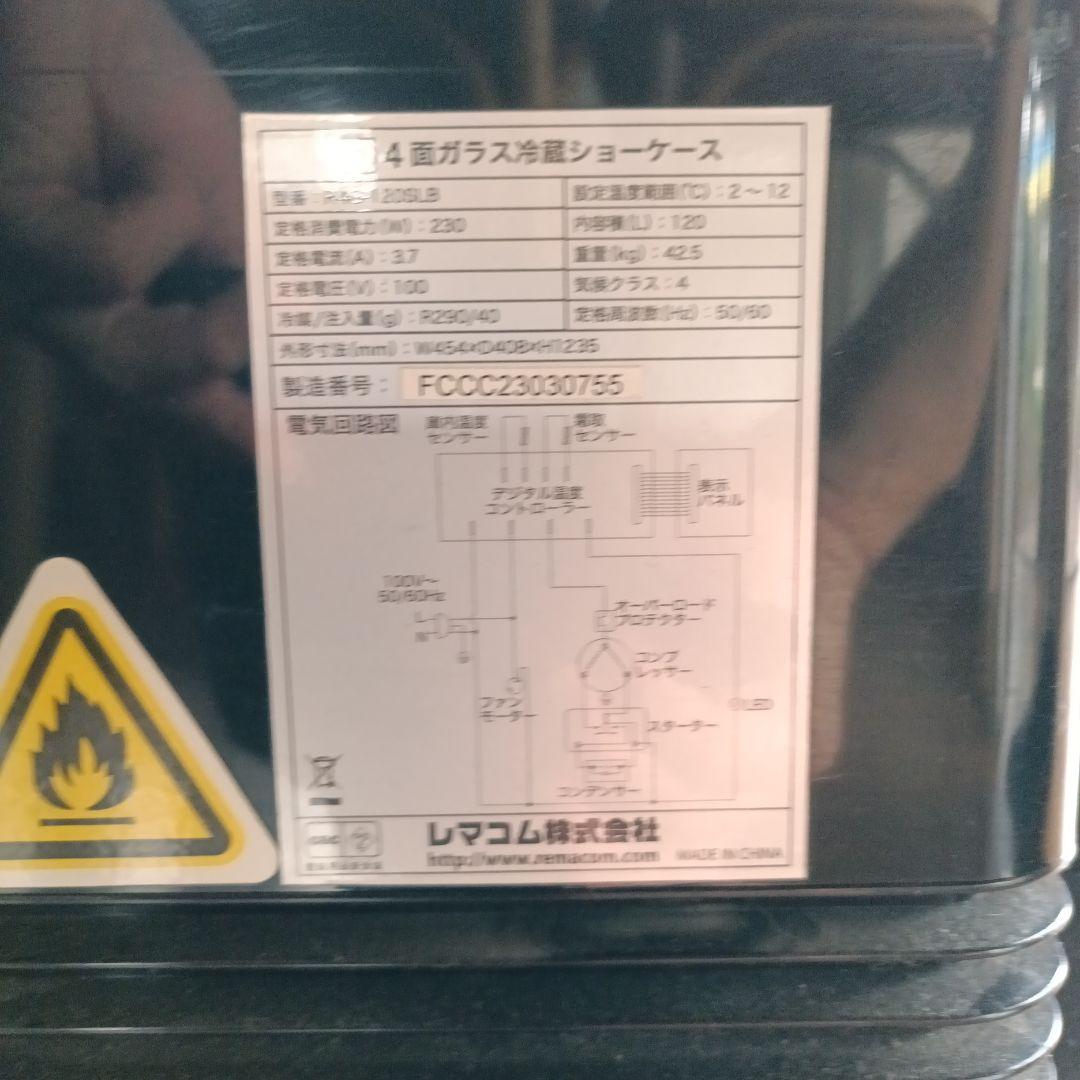 4面ガラス冷蔵ショーケース
型番: 120SLB
設定温度範囲(℃): 2〜12
定格消費電力(W): 230
内容積(L): 120
定格電流(A): 3.7
重量(kg): 42.5
定格電圧(V): 100
気候クラス: 4
冷媒/注入量(g): R290/40
定格周波数(Hz): 50/60
外形寸法(mm): W454×D408×H1235
製造番号: FCCC23030755
電気回路図
庫内温度
センサー
霜取
センサー
デジタル温度
コントローラー
表示
パネル
100V〜
50/60Hz
L
N
オーバーロード
プロテクター
コンプ
レッサー
ファン
モーター
LED
スターター
コンデンサー
レマコム株式会社
http://www.remacom.com
MADE IN CHINA